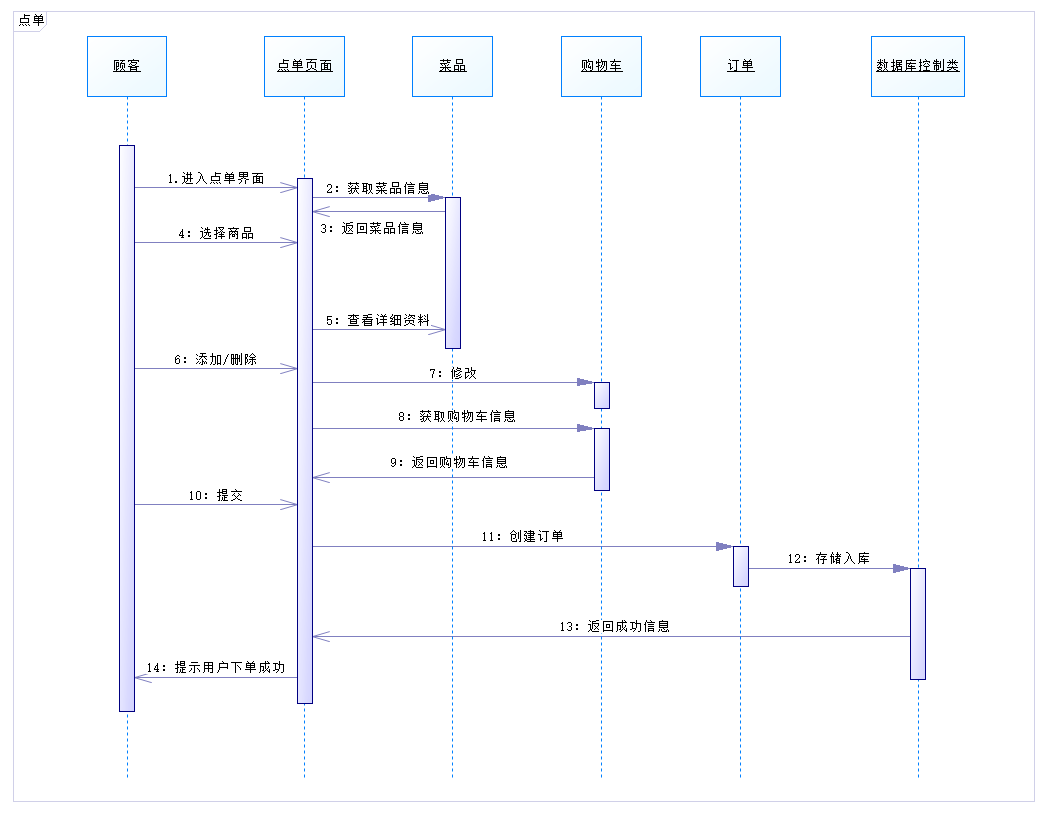 点单
顾客
点单页面
菜品
购物车
订单
数据库控制类
1.进入点单界面
2: 获取菜品信息
3: 返回菜品信息
4: 选择商品
5: 查看详细资料
6: 添加/删除
7: 修改
8: 获取购物车信息
9: 返回购物车信息
10: 提交
11: 创建订单
12: 存储入库
13: 返回成功信息
14: 提示用户下单成功